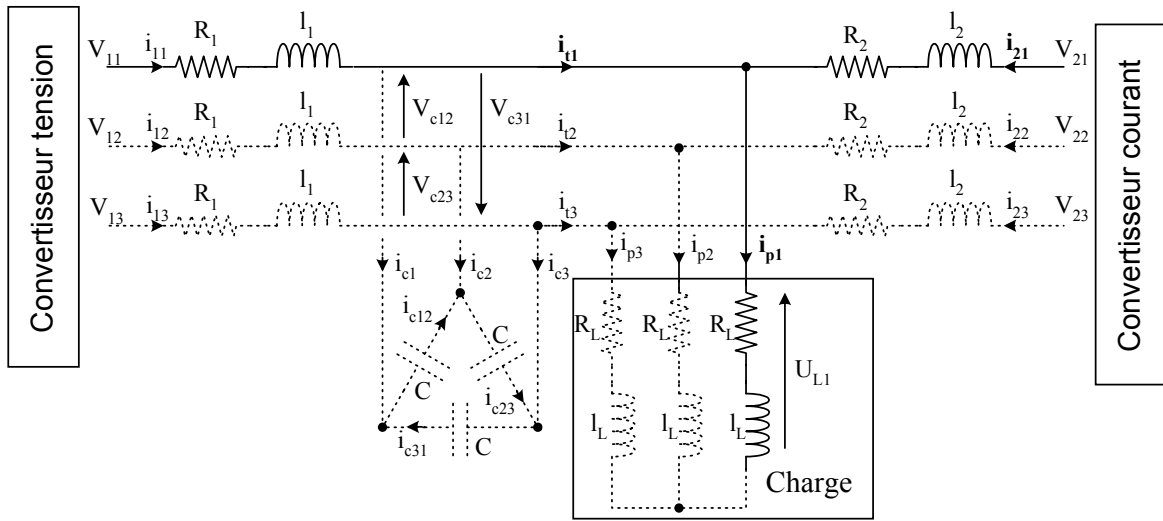 Convertisseur tension
V11 i11 R1 l1 it1 R2 l2 i21 V21
Vc12 Vc31
V12 i12 R1 l1 it2 R2 l2 i22 V22
Vc23
V13 i13 R1 l1 it3 R2 l2 i23 V23
ic1 ic2 ic3 ip3 ip2 ip1
ic12 C
C
ic23
ic31 C
RL RL RL
UL1
lL lL lL
Charge
Convertisseur courant